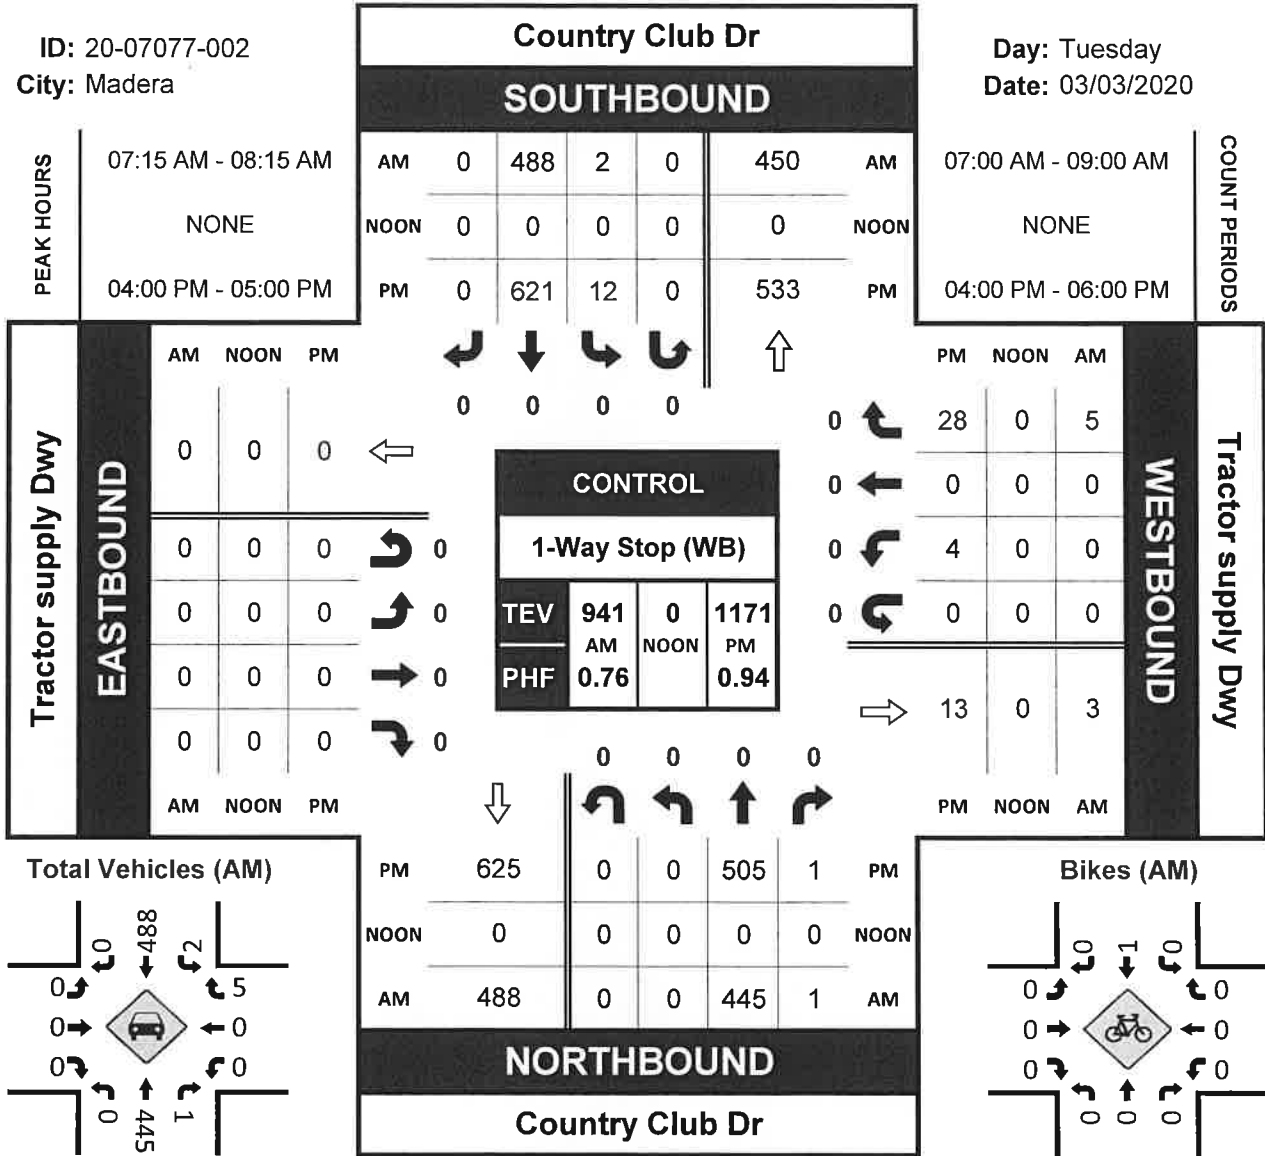 ID: 20-07077-002
City: Madera
Country Club Dr
SOUTHBOUND
Day: Tuesday
Date: 03/03/2020
PEAK HOURS
07:15 AM - 08:15 AM
NONE
04:00 PM - 05:00 PM
AM 0 488 2 0 450 AM
NOON 0 0 0 0 0 NOON
PM 0 621 12 0 533 PM
07:00 AM - 09:00 AM
NONE
04:00 PM - 06:00 PM
COUNT PERIODS
0 0 0 0
Tractor supply Dwy
EASTBOUND
AM NOON PM
0 0 0
0 0 0 0
0 0 0 0
0 0 0 0
0 0 0 0
AM NOON PM
CONTROL
1-Way Stop (WB)
TEV 941 0 1171
AM NOON PM
PHF 0.76 0.94
PM NOON AM
0 28 0 5
0 0 0 0
0 4 0 0
0 0 0 0
13 0 3
PM NOON AM
WESTBOUND
Tractor supply Dwy
0 0 0 0
PM 625 0 0 505 1 PM
NOON 0 0 0 0 0 NOON
AM 488 0 0 445 1 AM
NORTHBOUND
Country Club Dr
Total Vehicles (AM)
0 488 2
0 5
0 0
0 0
0 445 1
Bikes (AM)
0 1 0
0 0
0 0
0 0
0 0 0